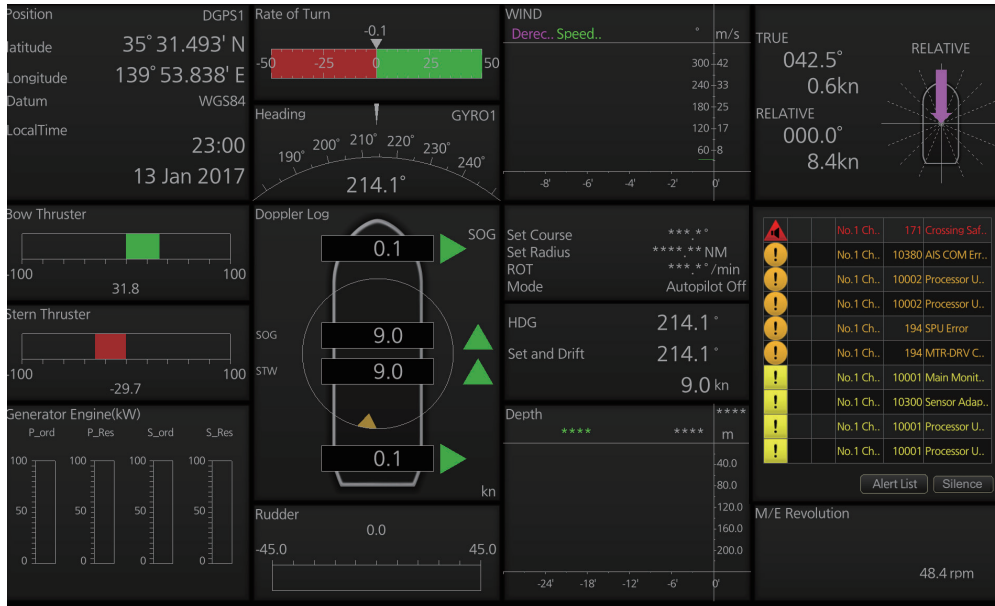 Position DGPS1
latitude 35° 31.493' N
Longitude 139° 53.838' E
Datum WGS84
LocalTime
23:00
13 Jan 2017
Rate of Turn
-0.1
-50 -25 0 25 50
Heading GYRO1
190° 200° 210° 220° 230° 240°
214.1°
WIND
Derec.. Speed.. ° m/s
300 42
240 33
180 25
120 17
60 8
-8' -6' -4' -2' 0'
TRUE
042.5°
0.6kn
RELATIVE
000.0°
8.4kn
RELATIVE
Bow Thruster
-100 100
31.8
Stern Thruster
-100 100
-29.7
Generator Engine(kW)
P_ord P_Res S_ord S_Res
100 100 100 100
50 50 50 50
0 0 0 0
Doppler Log
SOG
0.1
SOG 9.0
STW 9.0
0.1
kn
Rudder
0.0
-45.0 45.0
Set Course ***.*°
Set Radius ****.** NM
ROT ***.*°/min
Mode Autopilot Off
HDG 214.1°
Set and Drift 214.1°
9.0 kn
Depth ****
**** **** m
-40.0
-80.0
-120.0
-160.0
-200.0
-24' -18' -12' -6' 0'
No.1 Ch.. 171 Crossing Saf..
No.1 Ch.. 10380 AIS COM Err..
No.1 Ch.. 10002 Processor U..
No.1 Ch.. 10002 Processor U..
No.1 Ch.. 194 SPU Error
No.1 Ch.. 194 MTR-DRV C..
No.1 Ch.. 10001 Main Monit..
No.1 Ch.. 10300 Sensor Adap..
No.1 Ch.. 10001 Processor U..
No.1 Ch.. 10001 Processor U..
Alert List Silence
M/E Revolution
48.4 rpm